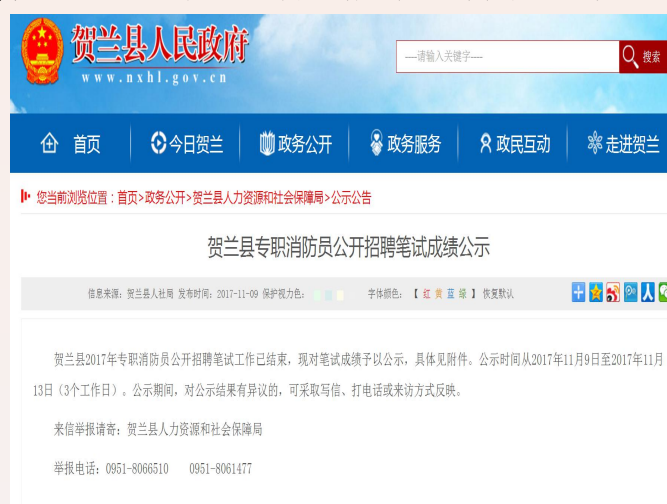 贺兰县人民政府
www.nxhl.gov.cn
----请输入关键字----
搜索
首页 今日贺兰 政务公开 政务服务 政民互动 走进贺兰
您当前浏览位置：首页>政务公开>贺兰县人力资源和社会保障局>公示公告
贺兰县专职消防员公开招聘笔试成绩公示
信息来源：贺兰县人社局 发布时间：2017-11-09 保护视力色： 字体颜色：【 红 黄 蓝 绿 】 恢复默认
贺兰县2017年专职消防员公开招聘笔试工作已结束，现对笔试成绩予以公示，具体见附件。公示时间从2017年11月9日至2017年11月
13日（3个工作日）。公示期间，对公示结果有异议的，可采取写信、打电话或来访方式反映。
来信举报请寄：贺兰县人力资源和社会保障局
举报电话：0951-8066510 0951-8061477